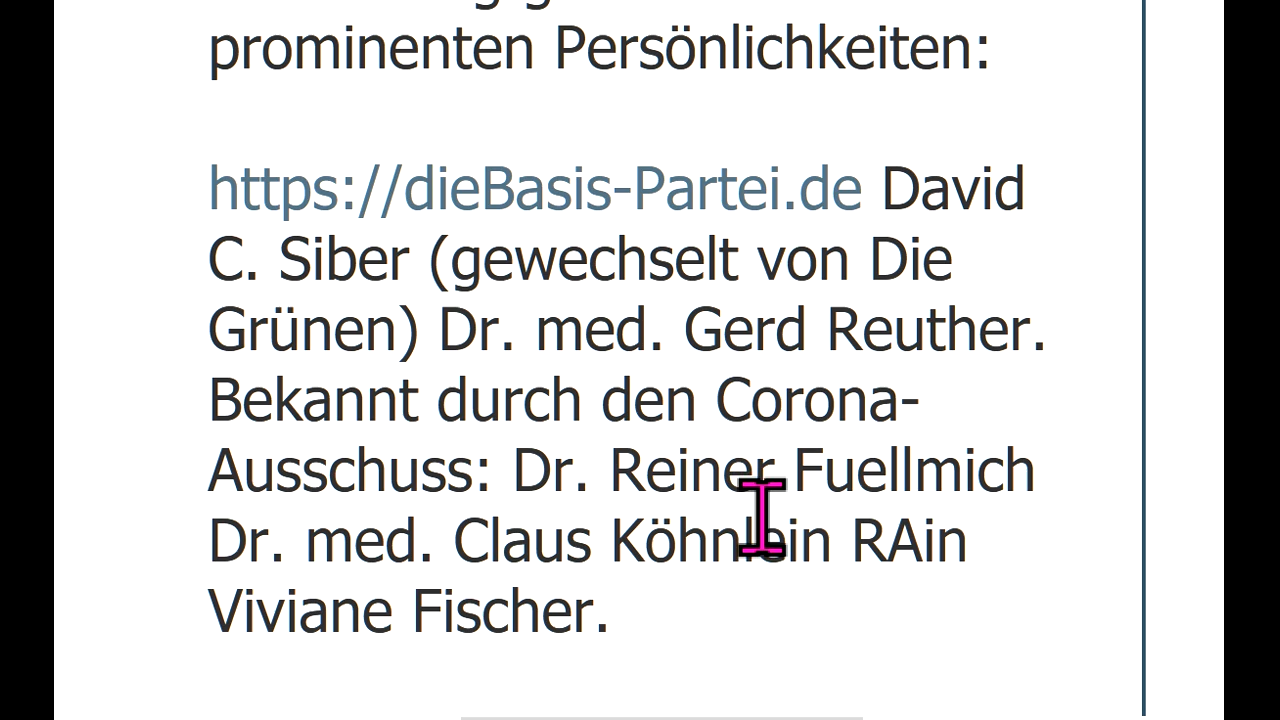 prominenten Persönlichkeiten:
https://dieBasis-Partei.de David
C. Siber (gewechselt von Die
Grünen) Dr. med. Gerd Reuther.
Bekannt durch den Corona-
Ausschuss: Dr. Reiner Fuellmich
Dr. med. Claus Köhnlein RAin
Viviane Fischer.